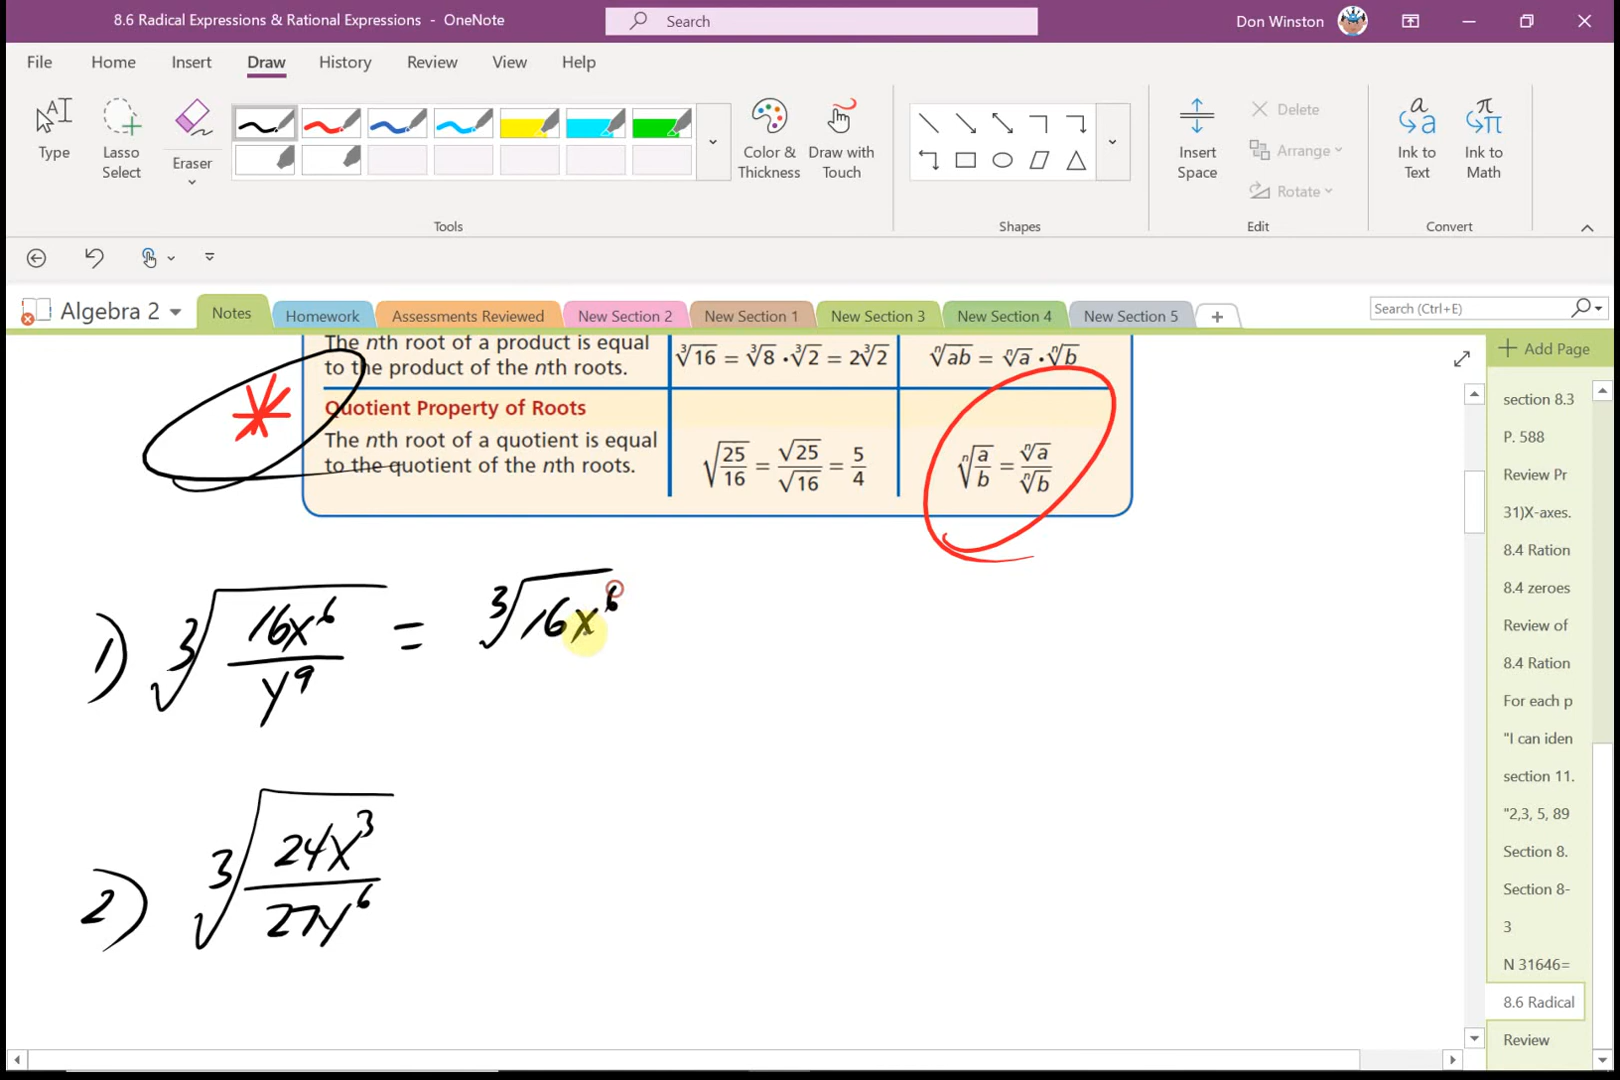 8.6 Radical Expressions & Rational Expressions - OneNote
Search
Don Winston
File Home Insert Draw History Review View Help
Type
Lasso Select
Eraser
Color & Thickness
Draw with Touch
Insert Space
Delete
Arrange
Rotate
Ink to Text
Ink to Math
Tools Shapes Edit Convert
Algebra 2
Notes Homework Assessments Reviewed New Section 2 New Section 1 New Section 3 New Section 4 New Section 5 +
Search (Ctrl+E)
The nth root of a product is equal
to the product of the nth roots.
∛16 = ∛8 · ∛2 = 2∛2
ⁿ√ab = ⁿ√a · ⁿ√b
Quotient Property of Roots
The nth root of a quotient is equal
to the quotient of the nth roots.
√(25/16) = √25/√16 = 5/4
ⁿ√(a/b) = ⁿ√a/ⁿ√b
1) ∛(16x⁶/y⁹) = ∛16x⁶
2) ∛(24x³/27y⁶)
+ Add Page
section 8.3
P. 588
Review Pr
31)X-axes.
8.4 Ration
8.4 zeroes
Review of
8.4 Ration
For each p
"I can iden
section 11.
"2,3, 5, 89
Section 8.
Section 8-
3
N 31646=
8.6 Radical
Review